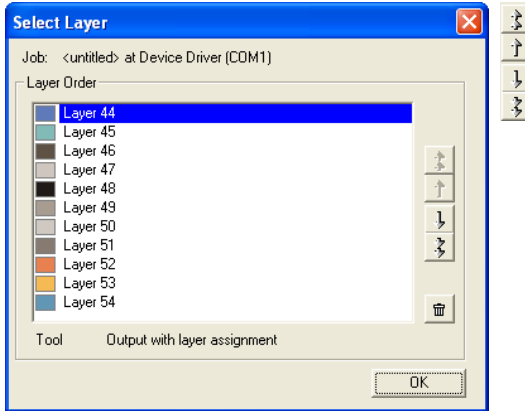 Select Layer
Job: <untitled> at Device Driver (COM1)
Layer Order
Layer 44
Layer 45
Layer 46
Layer 47
Layer 48
Layer 49
Layer 50
Layer 51
Layer 52
Layer 53
Layer 54
Tool Output with layer assignment
OK